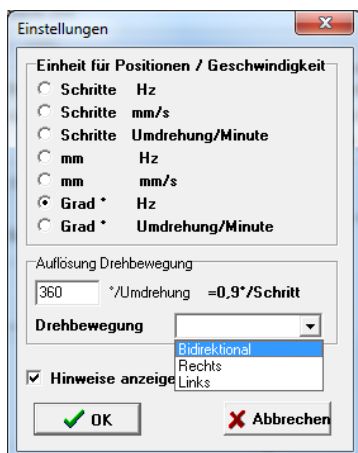 Einstellungen
Einheit für Positionen / Geschwindigkeit
Schritte Hz
Schritte mm/s
Schritte Umdrehung/Minute
mm Hz
mm mm/s
Grad ° Hz
Grad ° Umdrehung/Minute
Auflösung Drehbewegung
360 °/Umdrehung =0,9°/Schritt
Drehbewegung
Bidirektional
Rechts
Links
Hinweise anzeige
OK Abbrechen